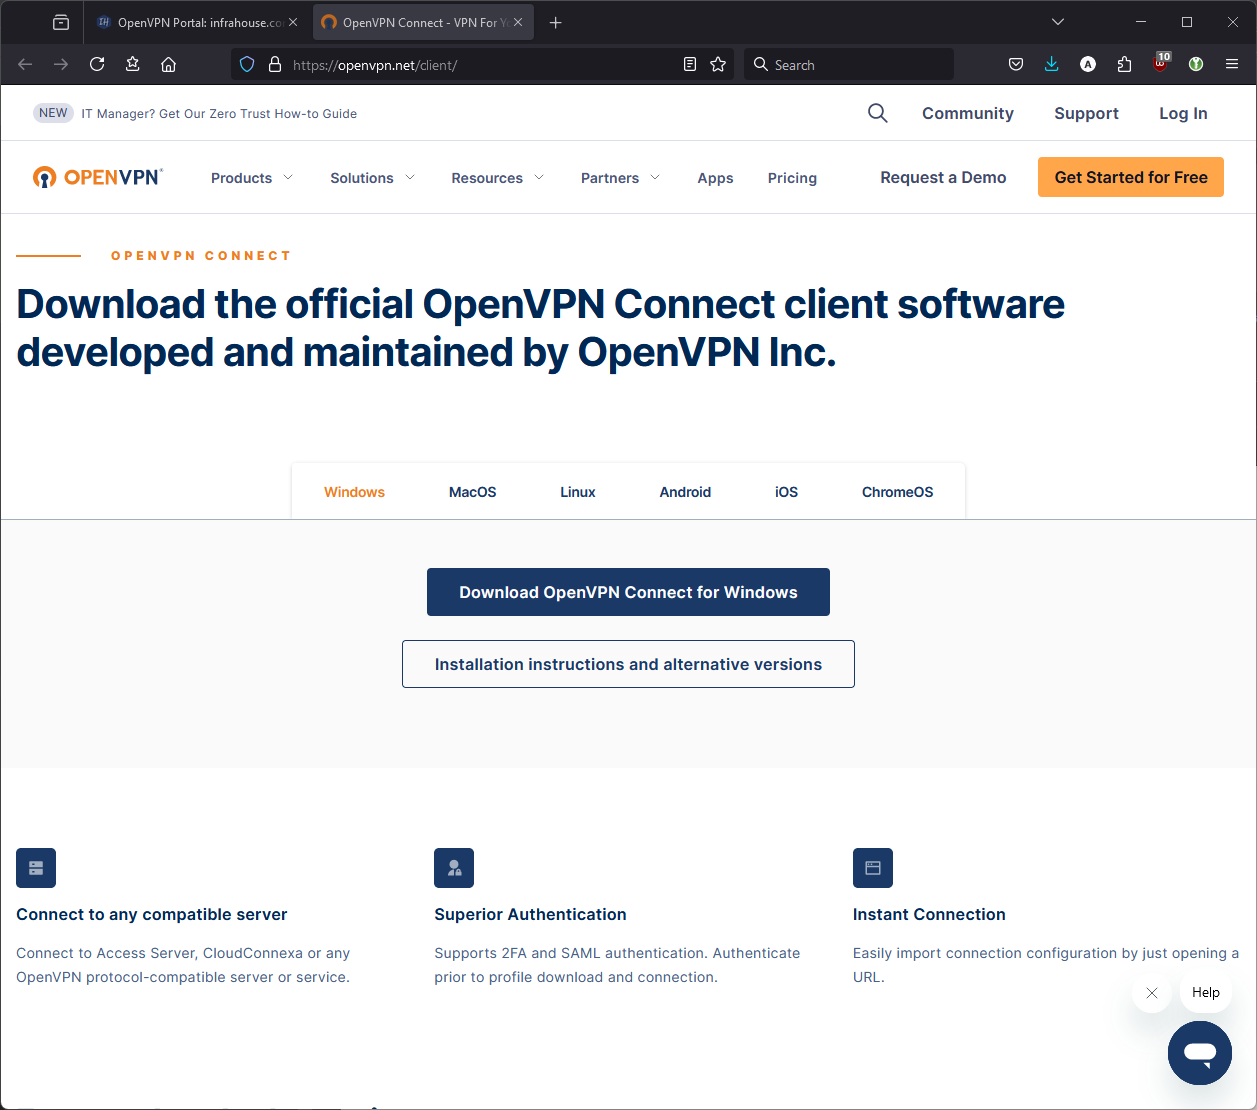 OpenVPN Portal: infrahouse.co
OpenVPN Connect - VPN For Y
https://openvpn.net/client/
Search
10
NEW IT Manager? Get Our Zero Trust How-to Guide
Community Support Log In
OPENVPN
Products Solutions Resources Partners Apps Pricing
Request a Demo Get Started for Free
OPENVPN CONNECT
Download the official OpenVPN Connect client software
developed and maintained by OpenVPN Inc.
Windows MacOS Linux Android iOS ChromeOS
Download OpenVPN Connect for Windows
Installation instructions and alternative versions
Connect to any compatible server
Connect to Access Server, CloudConnexa or any
OpenVPN protocol-compatible server or service.
Superior Authentication
Supports 2FA and SAML authentication. Authenticate
prior to profile download and connection.
Instant Connection
Easily import connection configuration by just opening a
URL.
Help